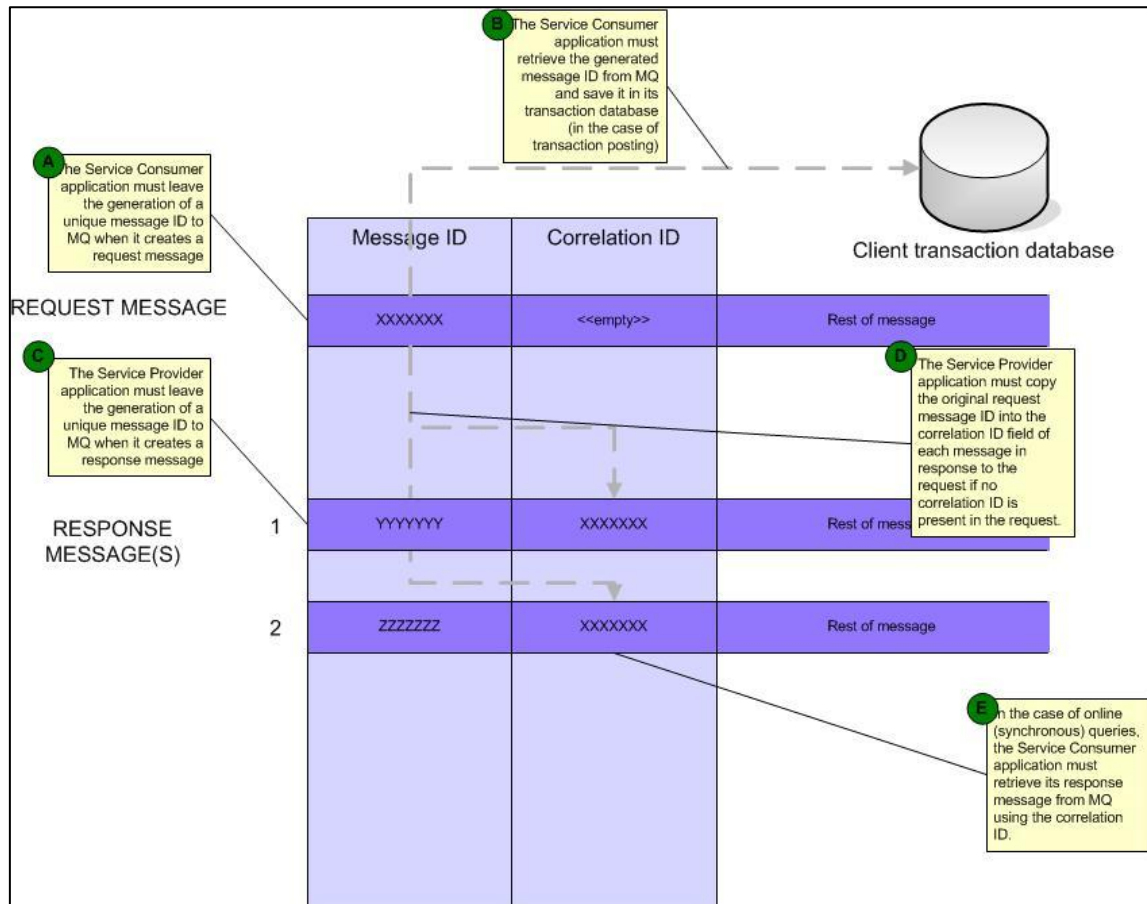 B
The Service Consumer
application must
retrieve the generated
message ID from MQ
and save it in its
transaction database
(in the case of
transaction posting)
A
The Service Consumer
application must leave
the generation of a
unique message ID to
MQ when it creates a
request message
Client transaction database
Message ID
Correlation ID
REQUEST MESSAGE
XXXXXXX
<<empty>>
Rest of message
C
The Service Provider
application must leave
the generation of a
unique message ID to
MQ when it creates a
response message
D
The Service Provider
application must copy
the original request
message ID into the
correlation ID field of
each message in
response to the
request if no
correlation ID is
present in the request.
RESPONSE
MESSAGE(S)
1
YYYYYYY
XXXXXXX
Rest of message
2
ZZZZZZZ
XXXXXXX
Rest of message
E
In the case of online
(synchronous) queries,
the Service Consumer
application must
retrieve its response
message from MQ
using the correlation
ID.